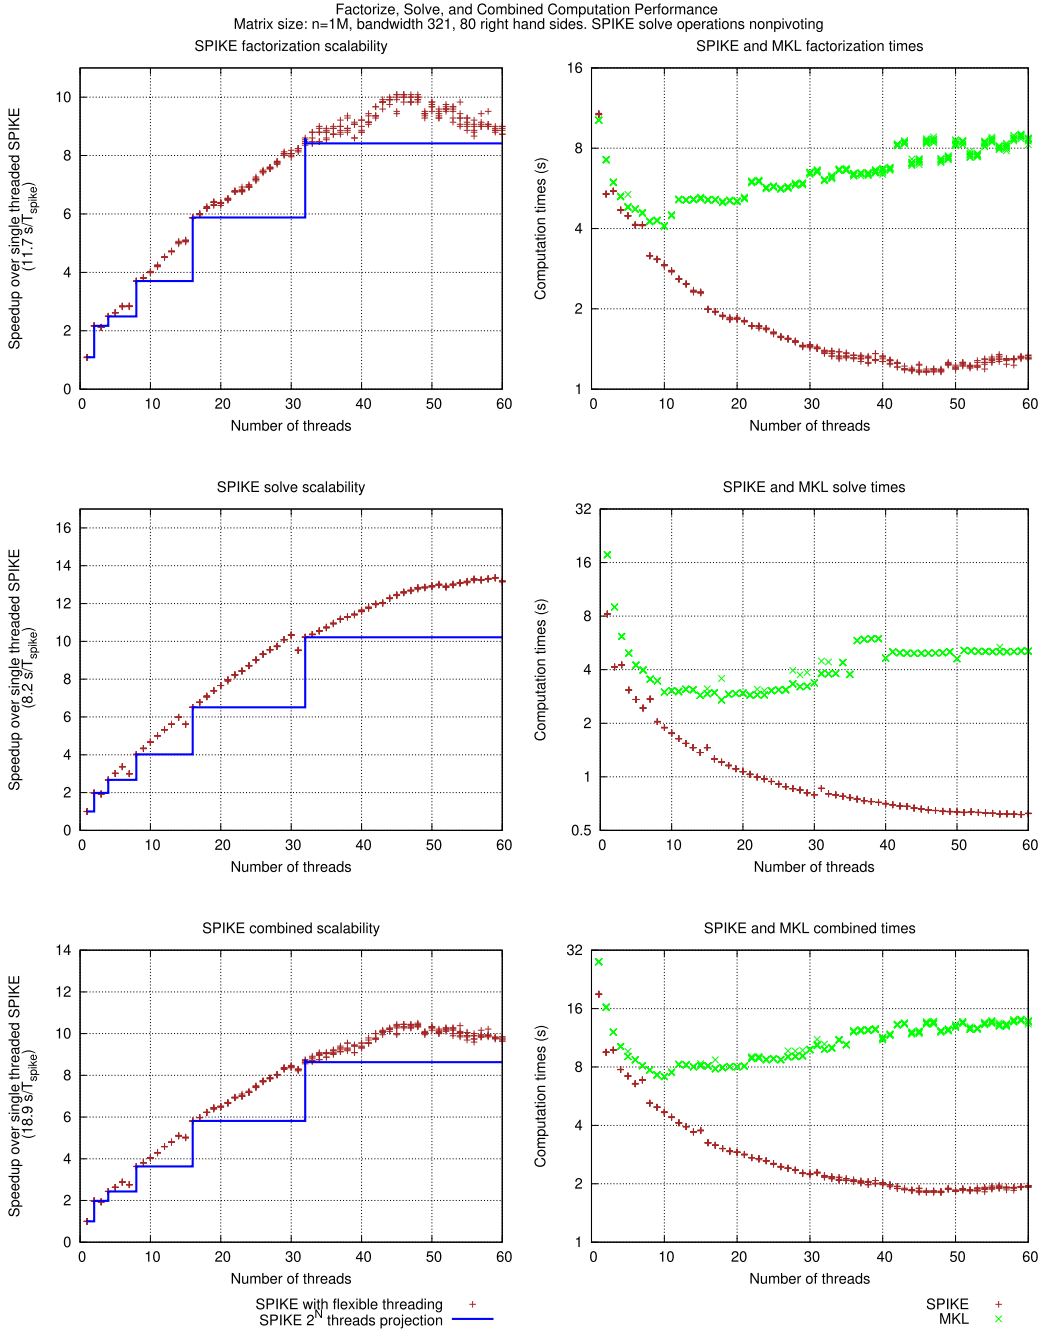 Factorize, Solve, and Combined Computation Performance
Matrix size: n=1M, bandwidth 321, 80 right hand sides. SPIKE solve operations nonpivoting
SPIKE factorization scalability
Speedup over single threaded SPIKE
(11.7 s/Tspike)
10
8
6
4
2
0
0 10 20 30 40 50 60
Number of threads
SPIKE and MKL factorization times
Computation times (s)
16
8
4
2
1
0 10 20 30 40 50 60
Number of threads
SPIKE solve scalability
Speedup over single threaded SPIKE
(8.2 s/Tspike)
16
14
12
10
8
6
4
2
0
0 10 20 30 40 50 60
Number of threads
SPIKE and MKL solve times
Computation times (s)
32
16
8
4
2
1
0.5
0 10 20 30 40 50 60
Number of threads
SPIKE combined scalability
Speedup over single threaded SPIKE
(18.9 s/Tspike)
14
12
10
8
6
4
2
0
0 10 20 30 40 50 60
Number of threads
SPIKE and MKL combined times
Computation times (s)
32
16
8
4
2
1
0 10 20 30 40 50 60
Number of threads
SPIKE with flexible threading
SPIKE 2^N threads projection
SPIKE
MKL